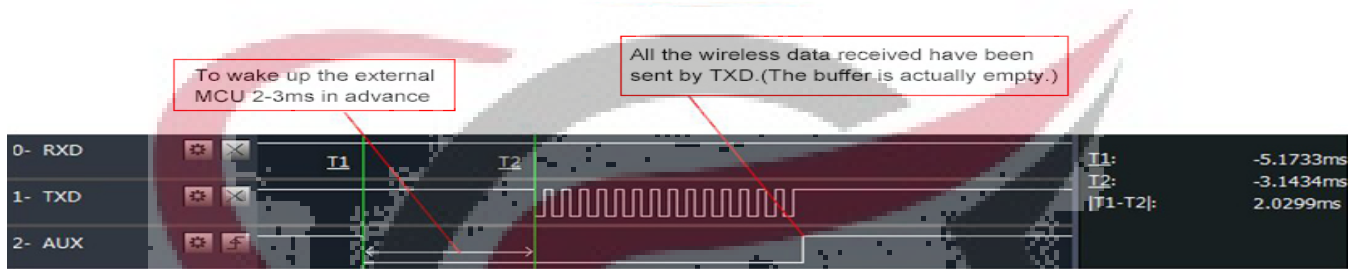 To wake up the external
MCU 2-3ms in advance
All the wireless data received have been
sent by TXD.(The buffer is actually empty.)
0- RXD
T1
T2
1- TXD
2- AUX
T1: -5.1733ms
T2: -3.1434ms
|T1-T2|: 2.0299ms